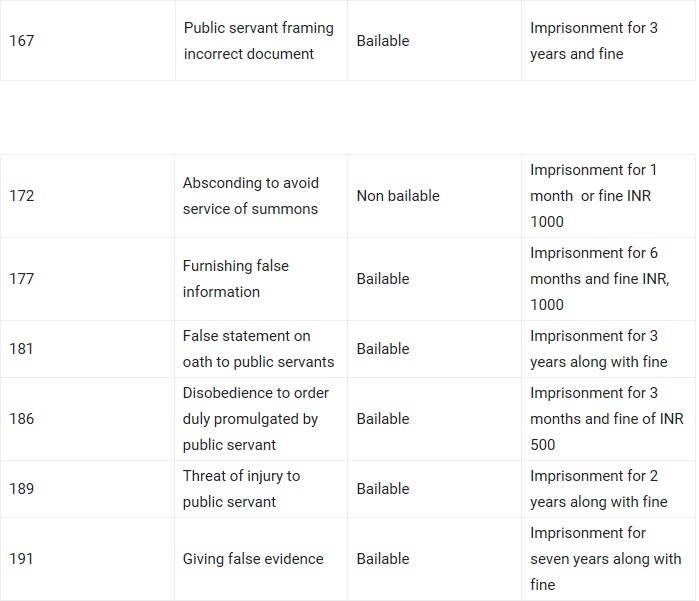 167
Public servant framing
incorrect document
Bailable
Imprisonment for 3
years and fine
172
Absconding to avoid
service of summons
Non bailable
Imprisonment for 1
month or fine INR
1000
177
Furnishing false
information
Bailable
Imprisonment for 6
months and fine INR,
1000
181
False statement on
oath to public servants
Bailable
Imprisonment for 3
years along with fine
186
Disobedience to order
duly promulgated by
public servant
Bailable
Imprisonment for 3
months and fine of INR
500
189
Threat of injury to
public servant
Bailable
Imprisonment for 2
years along with fine
191
Giving false evidence
Bailable
Imprisonment for
seven years along with
fine